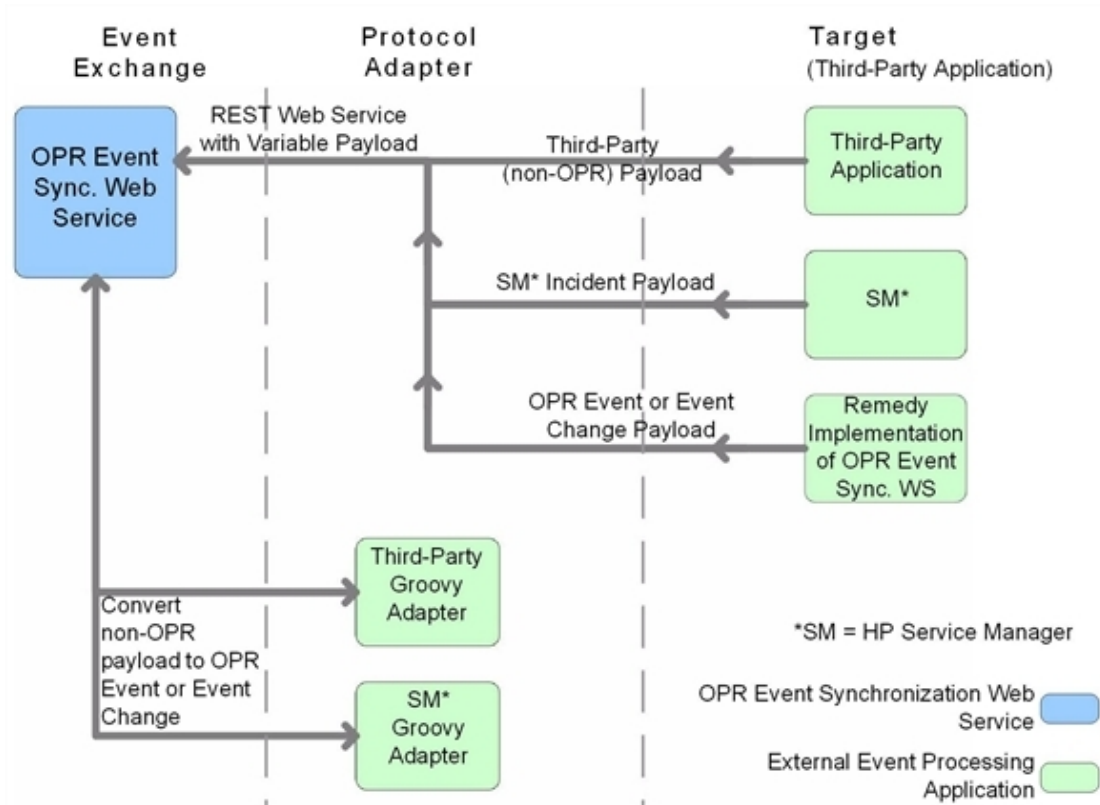 Event
Exchange
Protocol
Adapter
Target
(Third-Party Application)
REST Web Service
with Variable Payload
OPR Event
Sync. Web
Service
Third-Party
(non-OPR) Payload
Third-Party
Application
SM* Incident Payload
SM*
OPR Event or Event
Change Payload
Remedy
Implementation
of OPR Event
Sync. WS
Third-Party
Groovy
Adapter
Convert
non-OPR
payload to OPR
Event or Event
Change
SM*
Groovy
Adapter
*SM = HP Service Manager
OPR Event Synchronization Web
Service
External Event Processing
Application